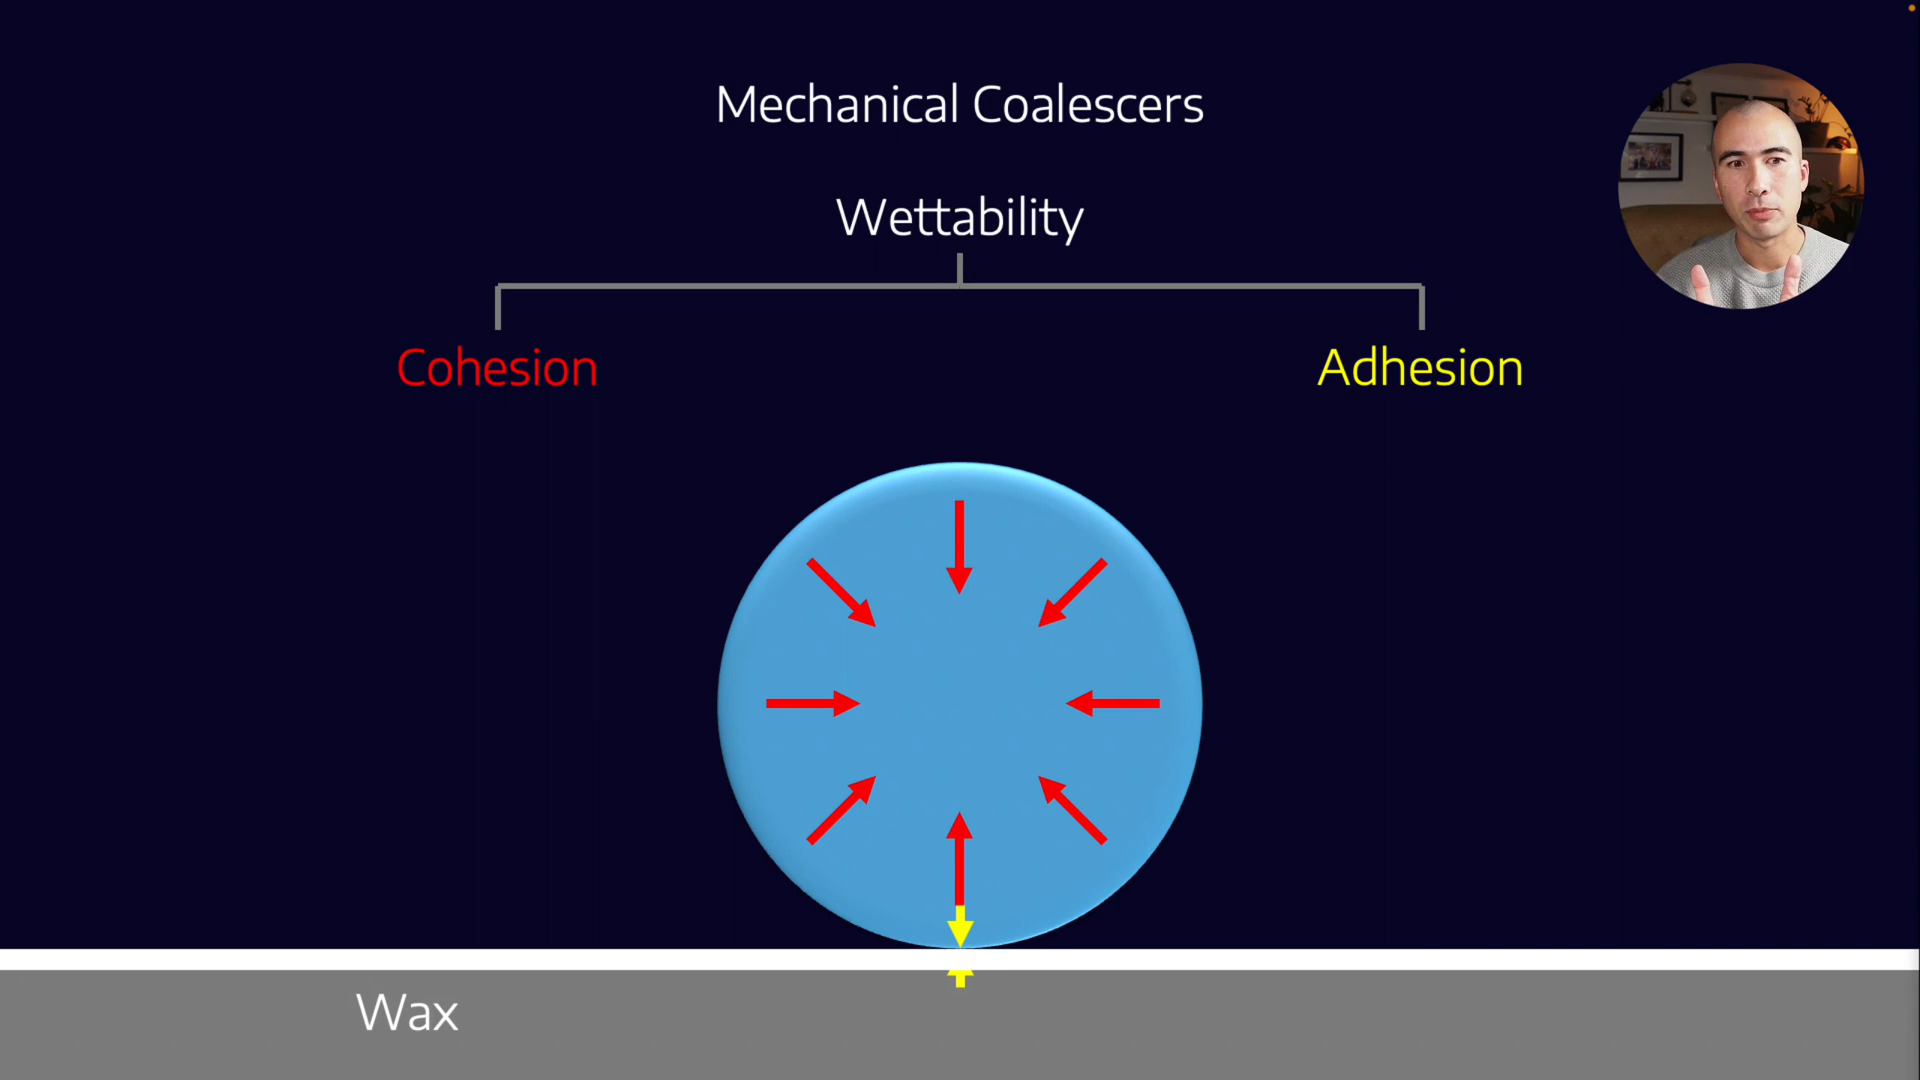 Mechanical Coalescers
Wettability
Cohesion
Adhesion
Wax